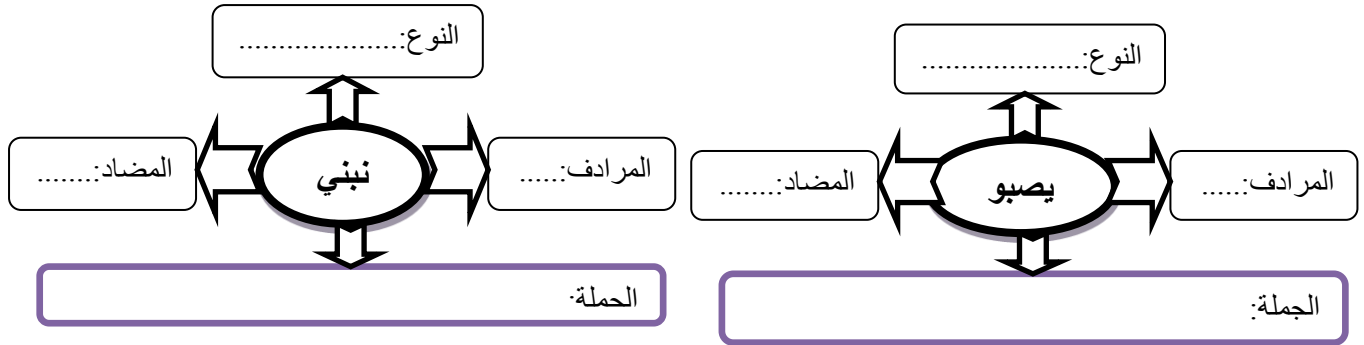 النوع:....................
يصبو
المرادف:.....
المضاد:.......
الجملة:
النوع:....................
نبني
المرادف:.....
المضاد:.......
الحملة: